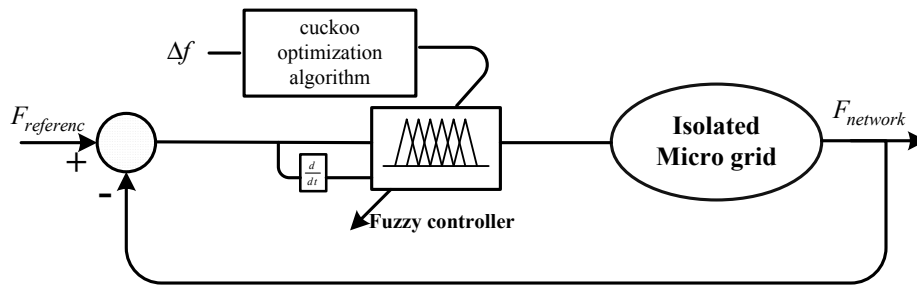 cuckoo
optimization
algorithm
Δf
F_referenc
+
-
d/dt
Fuzzy controller
Isolated
Micro grid
F_network